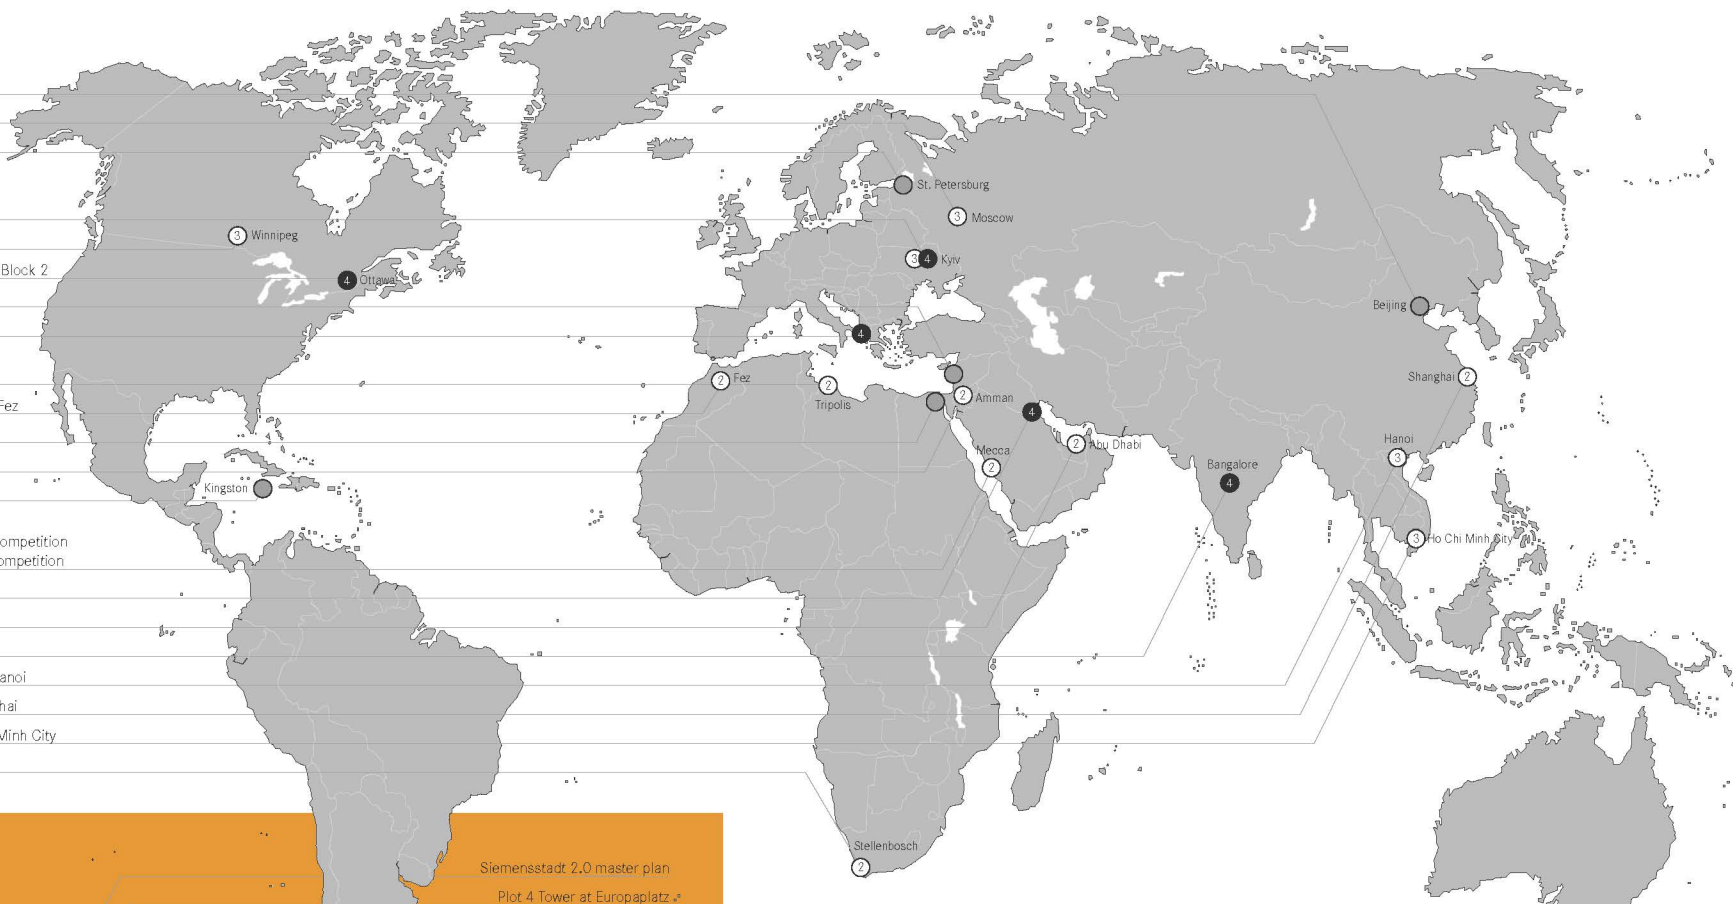 St. Petersburg
3 Moscow
3 Winnipeg
3 4 Kyiv
Block 2
4 Ottawa
Beijing
4
2 Fez
2 Tripolis
Shanghai 2
2 Amman
Fez
4
2 Abu Dhabi
Hanoi
3
Mecca
2
Bangalore
4
Kingston
ompetition
ompetition
3 Ho Chi Minh City
anoi
hai
Minh City
Stellenbosch
2
Siemensstadt 2.0 master plan
Plot 4 Tower at Europaplatz